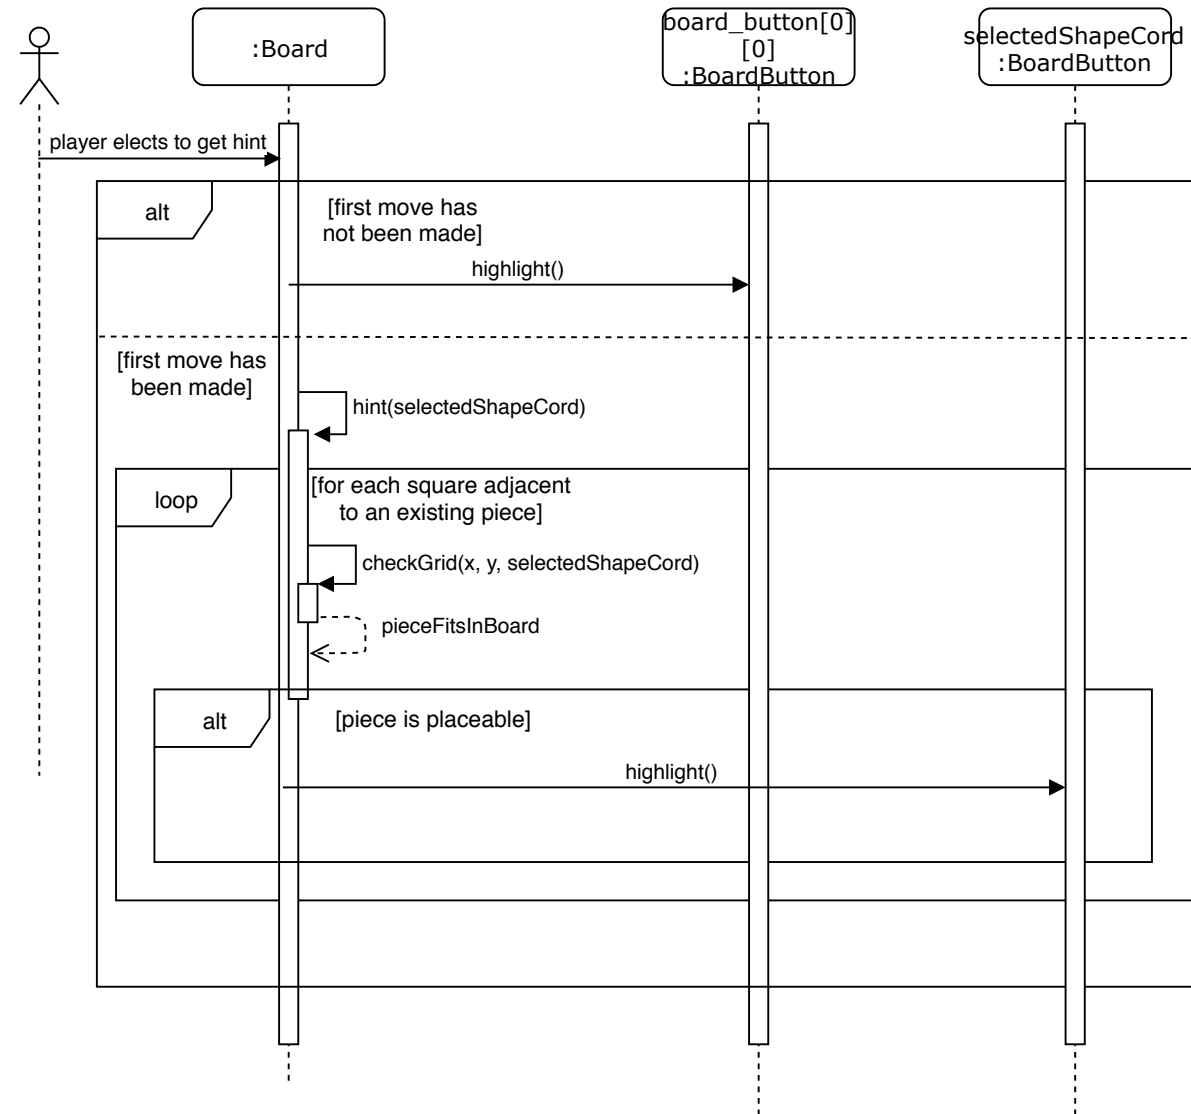 :Board
board_button[0]
[0]
:BoardButton
selectedShapeCord
:BoardButton
player elects to get hint
alt
[first move has
not been made]
highlight()
[first move has
been made]
hint(selectedShapeCord)
loop
[for each square adjacent
to an existing piece]
checkGrid(x, y, selectedShapeCord)
pieceFitsInBoard
alt
[piece is placeable]
highlight()